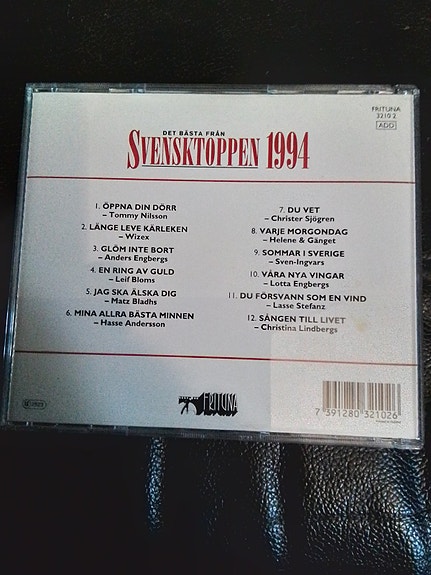 FRITUNA
3210 2
ADD
DET BÄSTA FRÅN
SVENSKTOPPEN 1994
1. ÖPPNA DIN DÖRR
– Tommy Nilsson
2. LÄNGE LEVE KÄRLEKEN
– Wizex
3. GLÖM INTE BORT
– Anders Engbergs
4. EN RING AV GULD
– Leif Bloms
5. JAG SKA ÄLSKA DIG
– Matz Bladhs
6. MINA ALLRA BÄSTA MINNEN
– Hasse Andersson
7. DU VET
– Christer Sjögren
8. VARJE MORGONDAG
– Helene & Gänget
9. SOMMAR I SVERIGE
– Sven-Ingvars
10. VÅRA NYA VINGAR
– Lotta Engbergs
11. DU FÖRSVANN SOM EN VIND
– Lasse Stefanz
12. SÅNGEN TILL LIVET
– Christina Lindbergs
FRITUNA
7 391280 321026